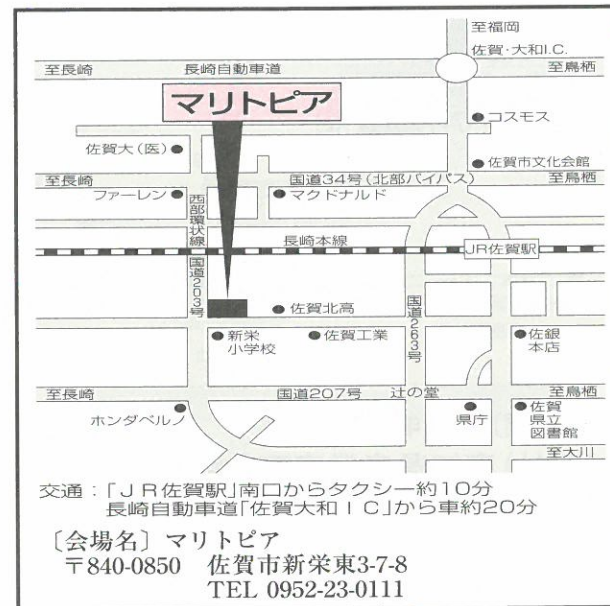 至福岡
佐賀・大和I.C.
至長崎
長崎自動車道
至鳥栖
マリトピア
コスモス
佐賀大(医)
佐賀市文化会館
至長崎
国道34号(北部バイパス)
至鳥栖
ファーレン
マクドナルド
西部環状線
長崎本線
JR佐賀駅
国道203号
佐賀北高
国道263号
新栄
小学校
佐賀工業
佐銀
本店
至長崎
国道207号
辻の堂
至鳥栖
ホンダベルノ
県庁
佐賀
県立
図書館
至大川
交通:「JR佐賀駅」南口からタクシー約10分
長崎自動車道「佐賀大和IC」から車約20分
〔会場名〕マリトピア
〒840-0850 佐賀市新栄東3-7-8
TEL 0952-23-0111